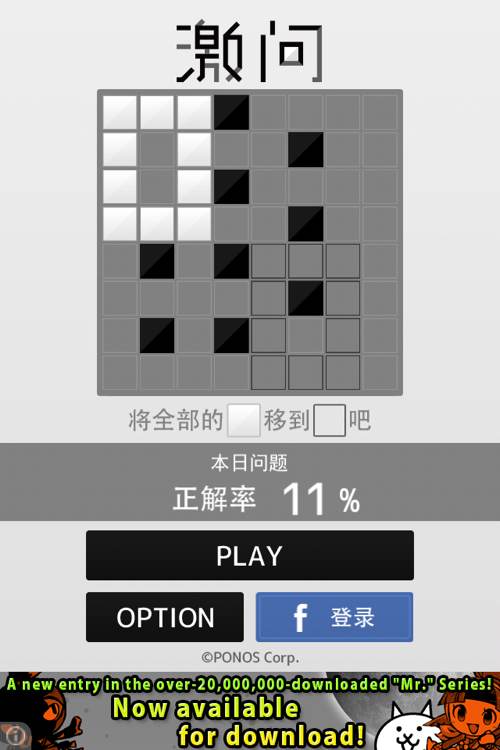 激问
将全部的 移到 吧
本日问题
正解率 11 %
PLAY
OPTION
f 登录
©PONOS Corp.
A new entry in the over-20,000,000-downloaded "Mr." Series!
Now available
for download!